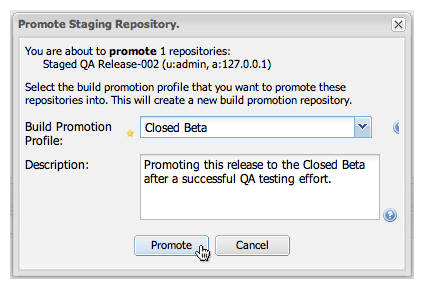 Promote Staging Repository.
You are about to promote 1 repositories:
Staged QA Release-002 (u:admin, a:127.0.0.1)
Select the build promotion profile that you want to promote these
repositories into. This will create a new build promotion repository.
Build Promotion
Profile:
Closed Beta
Description:
Promoting this release to the Closed Beta
after a successful QA testing effort.
Promote
Cancel